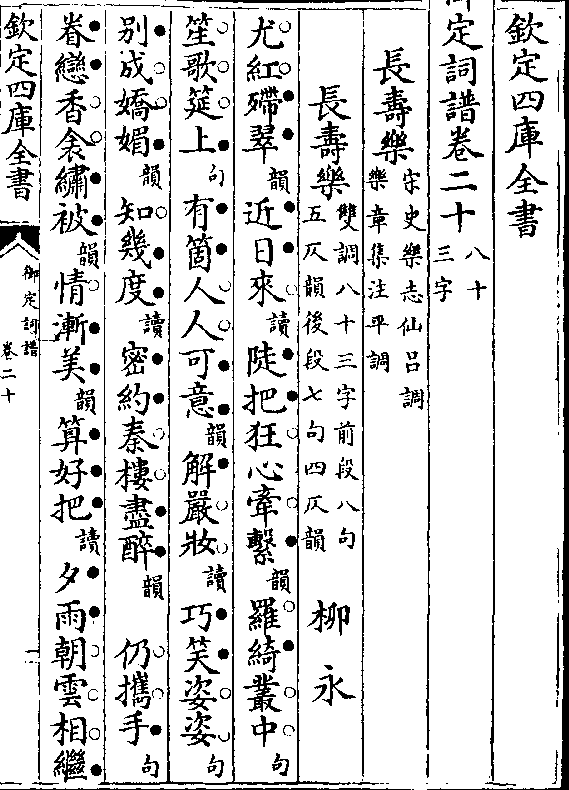 欽定四庫全書
御定詞譜卷二十 八十
三字
長壽樂 宋史樂志仙呂調
樂章集注平調
長壽樂 雙調八十三字前段八句
五仄韻後段七句四仄韻 柳永
尤紅殢翠韻近日來讀陡把狂心牽繫韻羅綺叢中句
笙歌筵上句有箇人人可意韻解嚴妝讀巧笑姿姿句
别成嬌媚韻知幾度讀密約秦樓盡醉韻 仍攜手句
眷戀香衾繡被韻情漸美韻算好把讀夕雨朝雲相繼
欽定四庫全書
御定詞譜
卷二十
一